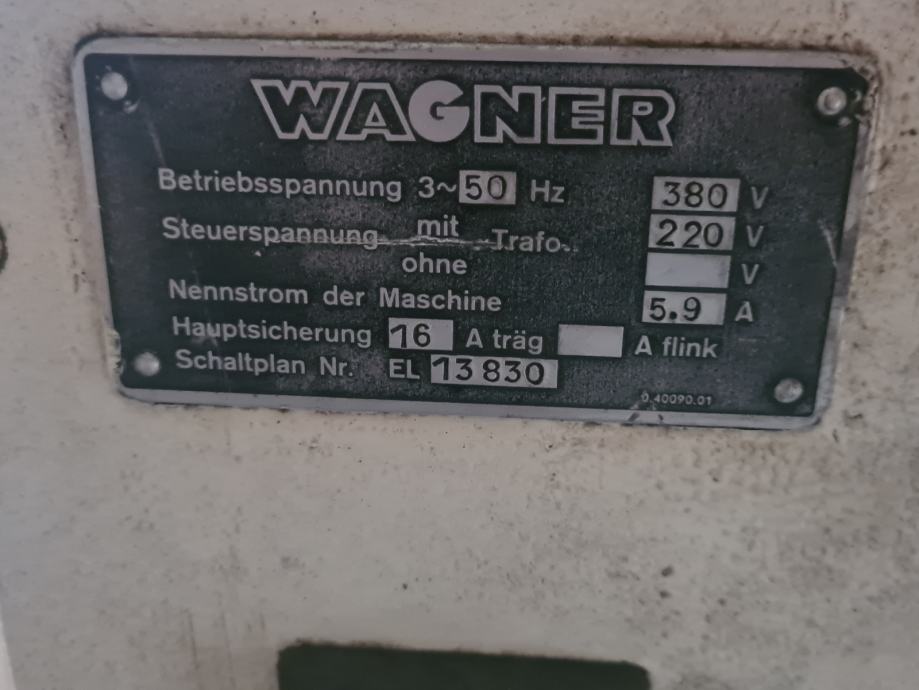 WAGNER
Betriebsspannung 3~ 50 Hz 380 V
Steuerspannung mit Trafo 220 V
ohne V
Nennstrom der Maschine 5.9 A
Hauptsicherung 16 A träg A flink
Schaltplan Nr. EL 13830
0.40090.01